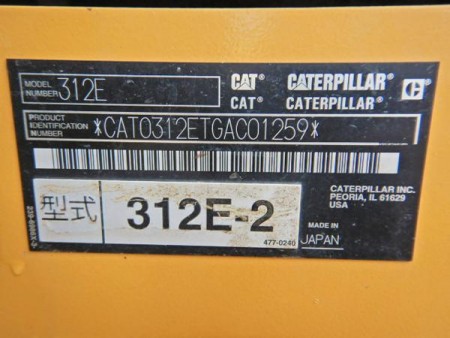 MODEL NUMBER 312E
CAT® CATERPILLAR®
CAT® CATERPILLAR®
PRODUCT IDENTIFICATION NUMBER *CAT0312ETGAC01259*
型式 312E-2
477-0240
CATERPILLAR INC.
PEORIA, IL 61629
USA
MADE IN
JAPAN